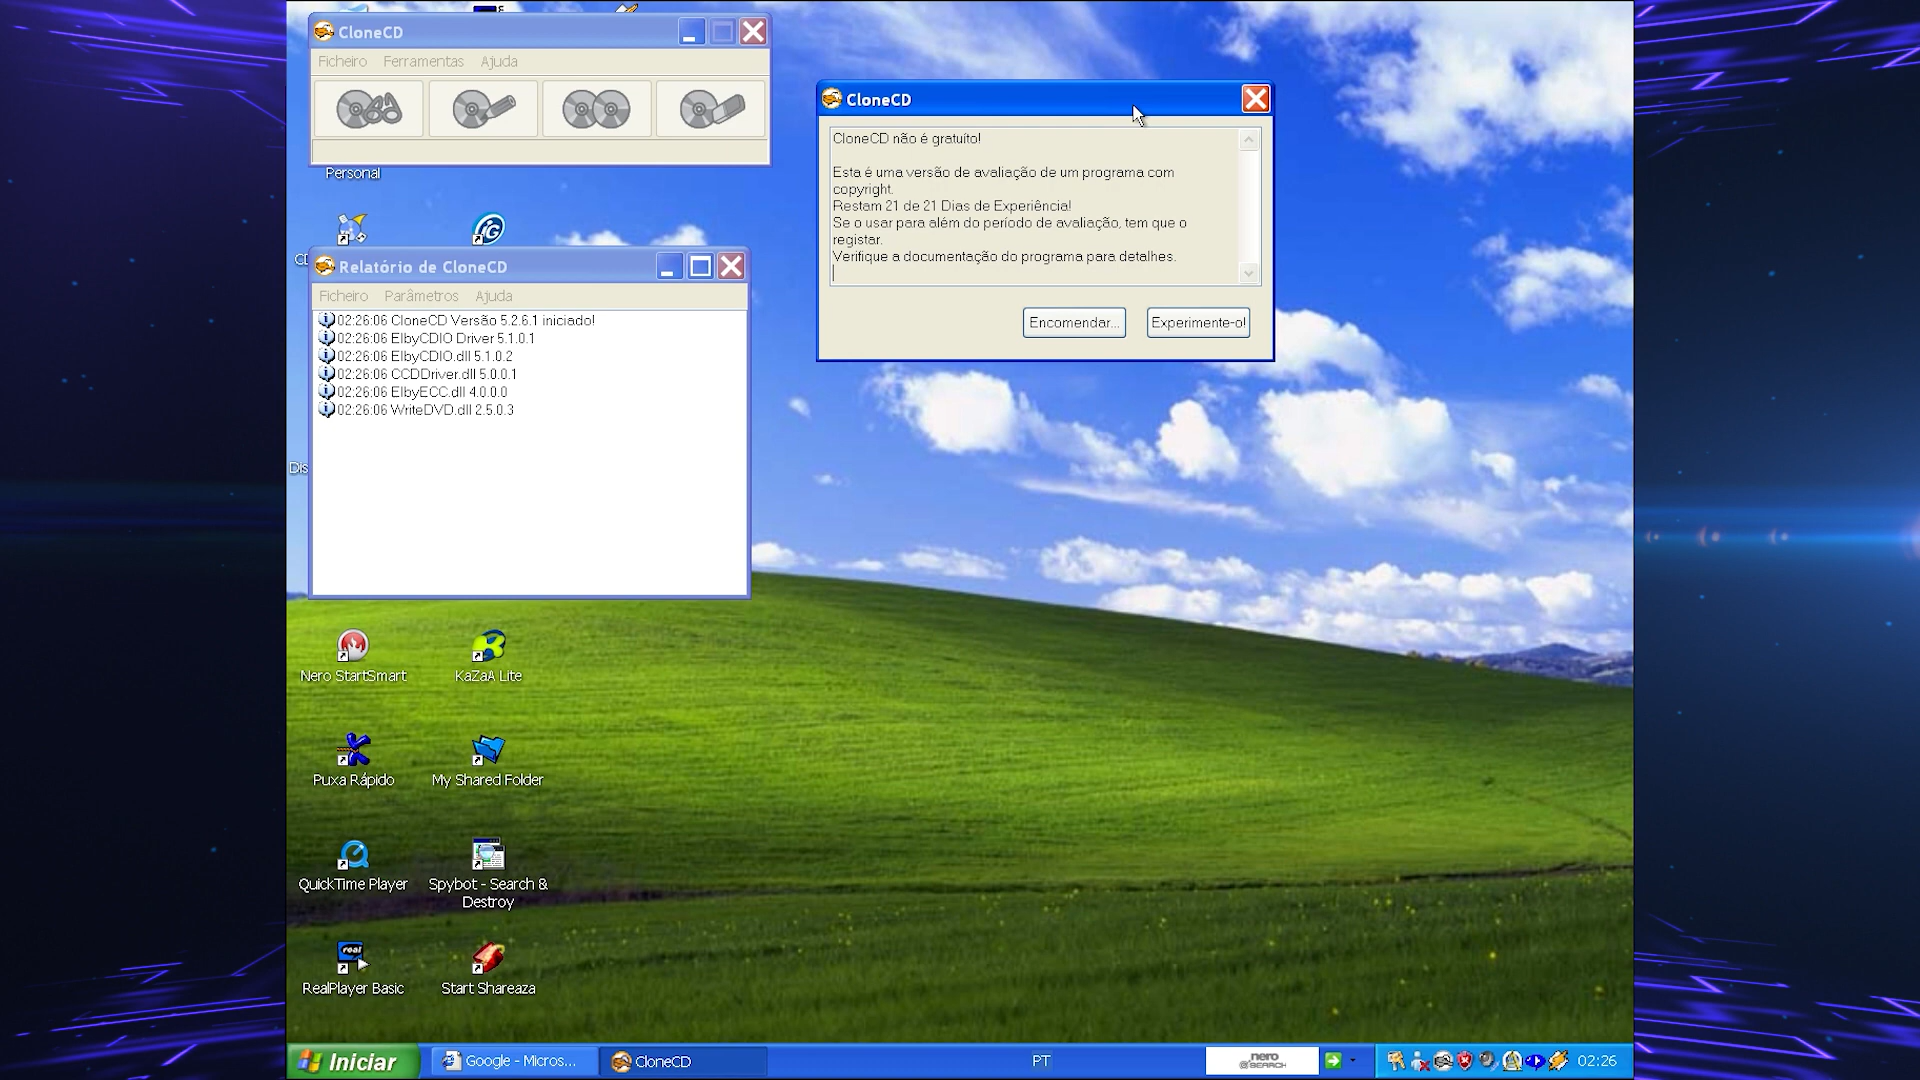 CloneCD
Ficheiro Ferramentas Ajuda
Personal
CloneCD
CloneCD não é gratuíto!
Esta é uma versão de avaliação de um programa com
copyright.
Restam 21 de 21 Dias de Experiência!
Se o usar para além do período de avaliação, tem que o
registar.
Verifique a documentação do programa para detalhes.
Encomendar...
Experimente-o!
Relatório de CloneCD
Ficheiro Parâmetros Ajuda
02:26:06 CloneCD Versão 5.2.6.1 iniciado!
02:26:06 ElbyCDIO Driver 5.1.0.1
02:26:06 ElbyCDIO.dll 5.1.0.2
02:26:06 CCDDriver.dll 5.0.0.1
02:26:06 ElbyECC.dll 4.0.0.0
02:26:06 WriteDVD.dll 2.5.0.3
Nero StartSmart
KaZaA Lite
Puxa Rápido
My Shared Folder
QuickTime Player
Spybot - Search &
Destroy
real
RealPlayer Basic
Start Shareaza
Iniciar
Google - Micros...
CloneCD
PT
nero
SEARCH
02:26